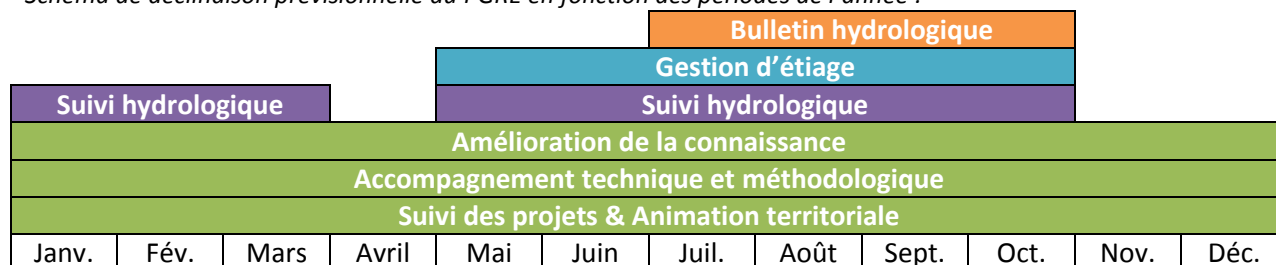 Schéma de déclinaison prévisionnelle du PGRE en fonction des périodes de l'année :
Bulletin hydrologique
Gestion d'étiage
Suivi hydrologique Suivi hydrologique
Amélioration de la connaissance
Accompagnement technique et méthodologique
Suivi des projets & Animation territoriale
Janv. Fév. Mars Avril Mai Juin Juil. Août Sept. Oct. Nov. Déc.